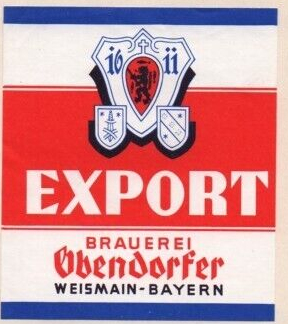 16 11
EXPORT
BRAUEREI
Obendorfer
WEISMAIN-BAYERN